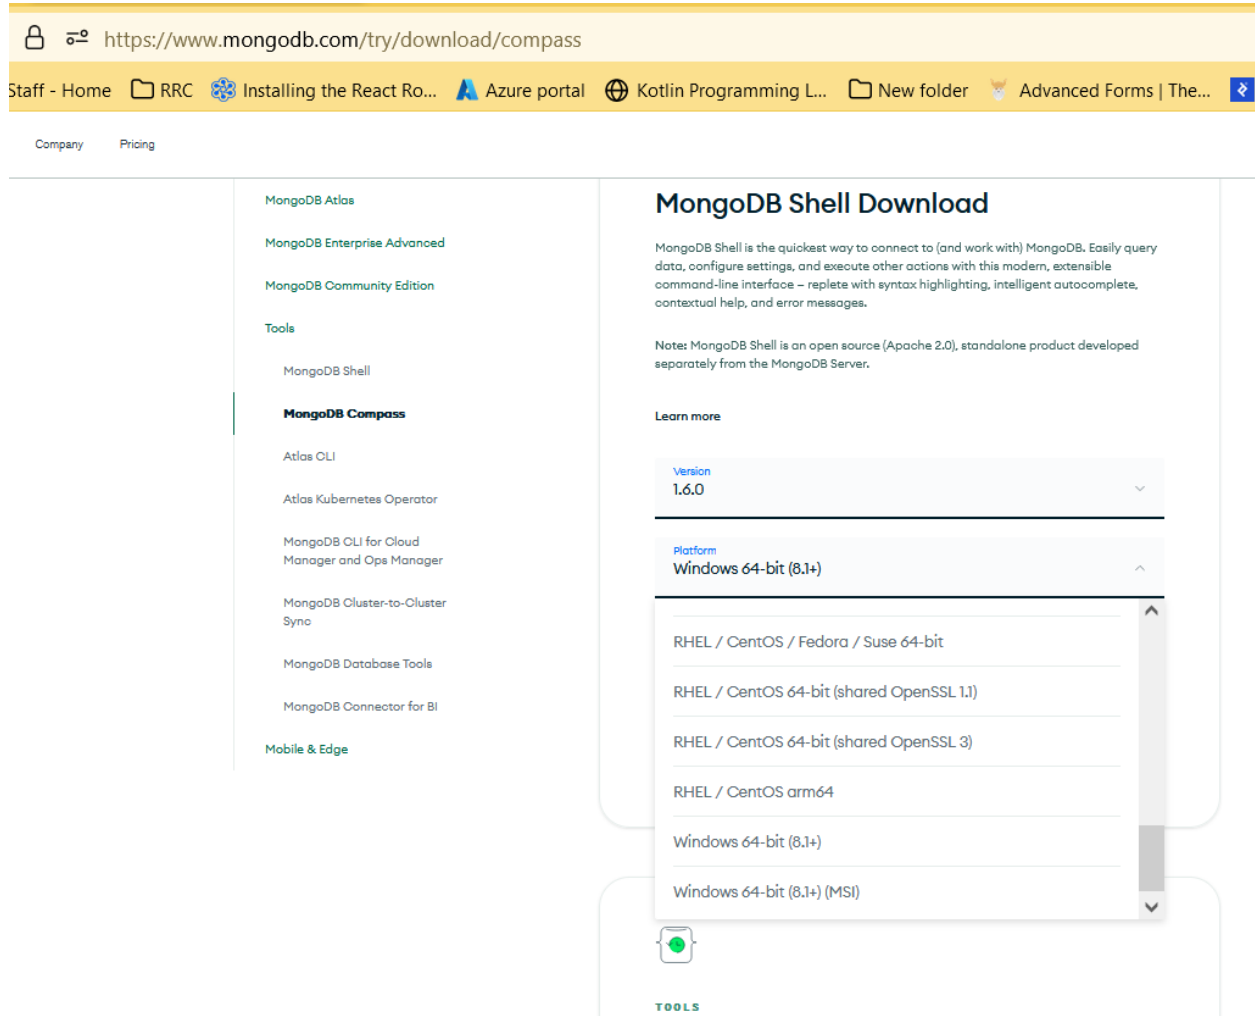 https://www.mongodb.com/try/download/compass
Staff - Home RRC Installing the React Ro... Azure portal Kotlin Programming L... New folder Advanced Forms | The...
Company Pricing
MongoDB Atlas
MongoDB Enterprise Advanced
MongoDB Community Edition
Tools
MongoDB Shell
MongoDB Compass
Atlas CLI
Atlas Kubernetes Operator
MongoDB CLI for Cloud
Manager and Ops Manager
MongoDB Cluster-to-Cluster
Sync
MongoDB Database Tools
MongoDB Connector for BI
Mobile & Edge
MongoDB Shell Download
MongoDB Shell is the quickest way to connect to (and work with) MongoDB. Easily query
data, configure settings, and execute other actions with this modern, extensible
command-line interface – replete with syntax highlighting, intelligent autocomplete,
contextual help, and error messages.
Note: MongoDB Shell is an open source (Apache 2.0), standalone product developed
separately from the MongoDB Server.
Learn more
Version
1.6.0
Platform
Windows 64-bit (8.1+)
RHEL / CentOS / Fedora / Suse 64-bit
RHEL / CentOS 64-bit (shared OpenSSL 1.1)
RHEL / CentOS 64-bit (shared OpenSSL 3)
RHEL / CentOS arm64
Windows 64-bit (8.1+)
Windows 64-bit (8.1+) (MSI)
TOOLS